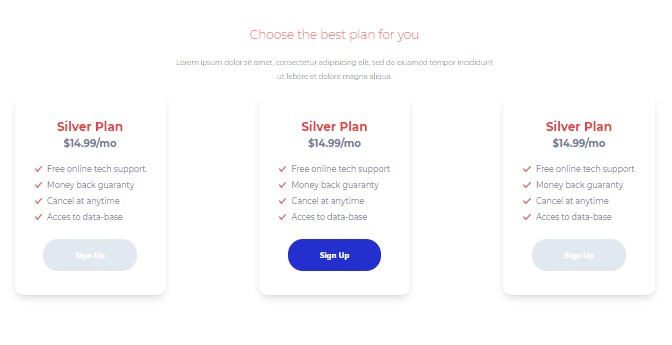 Choose the best plan for you
Lorem ipsum dolor sit amet, consectetur adipisicing elit, sed do eiusmod tempor incididunt
ut labore et dolore magna aliqua.
Silver Plan
$14.99/mo
Free online tech support
Money back guaranty
Cancel at anytime
Acces to data-base
Sign Up
Silver Plan
$14.99/mo
Free online tech support
Money back guaranty
Cancel at anytime
Acces to data-base
Sign Up
Silver Plan
$14.99/mo
Free online tech support
Money back guaranty
Cancel at anytime
Acces to data-base
Sign Up